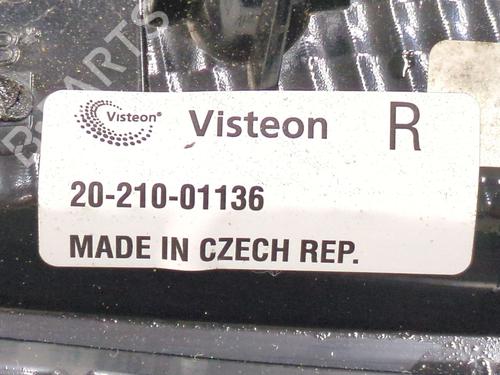 Visteon® Visteon R
20-210-01136
MADE IN CZECH REP.